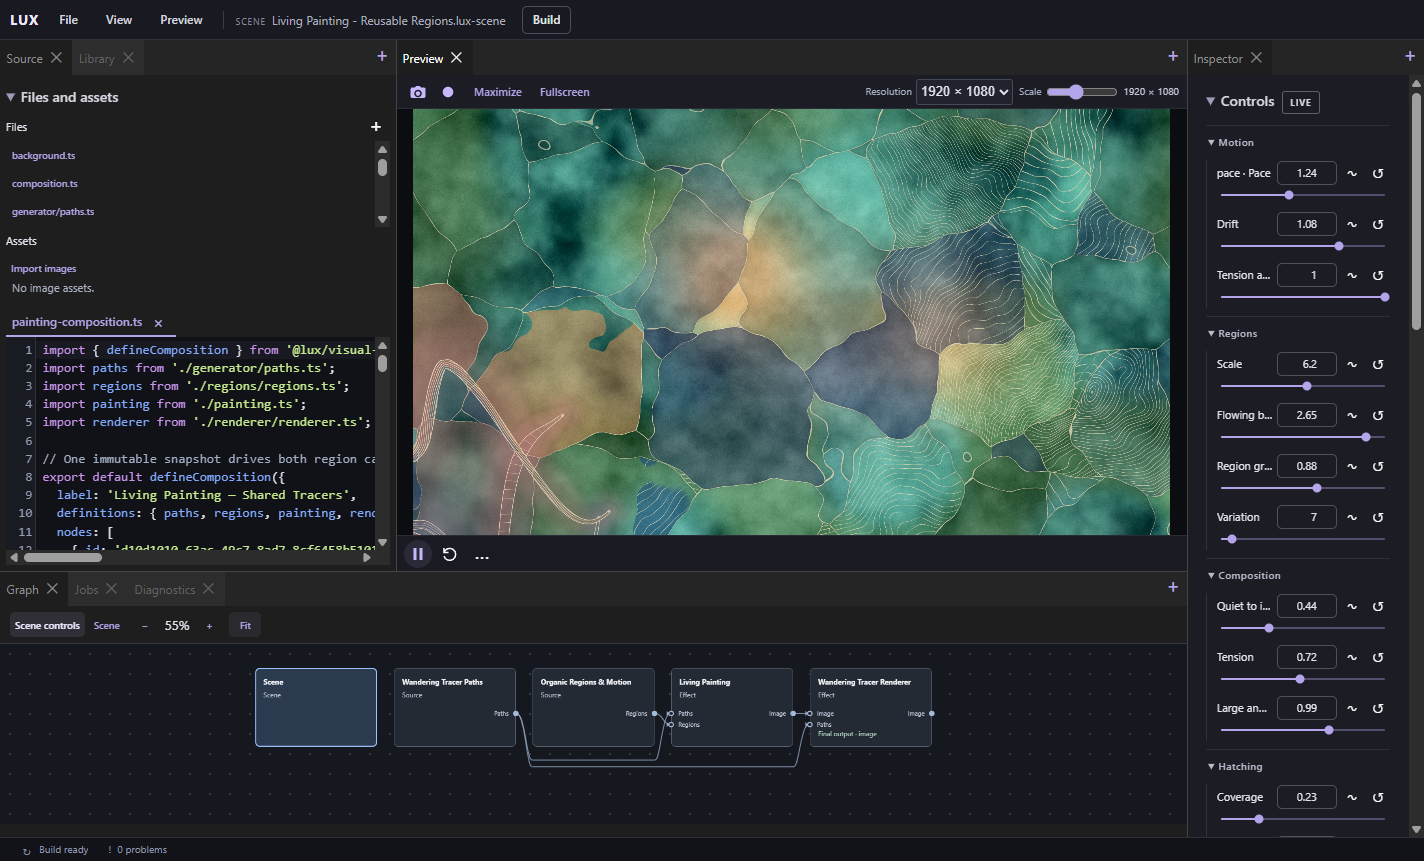 LUX File View Preview SCENE Living Painting - Reusable Regions.lux-scene Build
Source Library
Files and assets
Files
background.ts
composition.ts
generator/paths.ts
Assets
Import images
No image assets.
painting-composition.ts
1 import { defineComposition } from '@lux/visual-
2 import paths from './generator/paths.ts';
3 import regions from './regions/regions.ts';
4 import painting from './painting.ts';
5 import renderer from './renderer/renderer.ts';
6
7 // One immutable snapshot drives both region ca
8 export default defineComposition({
9 label: 'Living Painting — Shared Tracers',
10 definitions: { paths, regions, painting, rend
11 nodes: [
Preview
Maximize Fullscreen Resolution 1920 × 1080 Scale 1920 × 1080
...
Inspector
Controls LIVE
Motion
pace · Pace 1.24
Drift 1.08
Tension a... 1
Regions
Scale 6.2
Flowing b... 2.65
Region gr... 0.88
Variation 7
Composition
Quiet to i... 0.44
Tension 0.72
Large an... 0.99
Hatching
Coverage 0.23
Graph Jobs Diagnostics
Scene controls Scene − 55% + Fit
Scene
Scene
Wandering Tracer Paths
Source
Paths
Organic Regions & Motion
Source
Regions
Living Painting
Effect
Paths Image
Regions
Wandering Tracer Renderer
Effect
Image Image
Paths
Final output · image
Build ready ! 0 problems